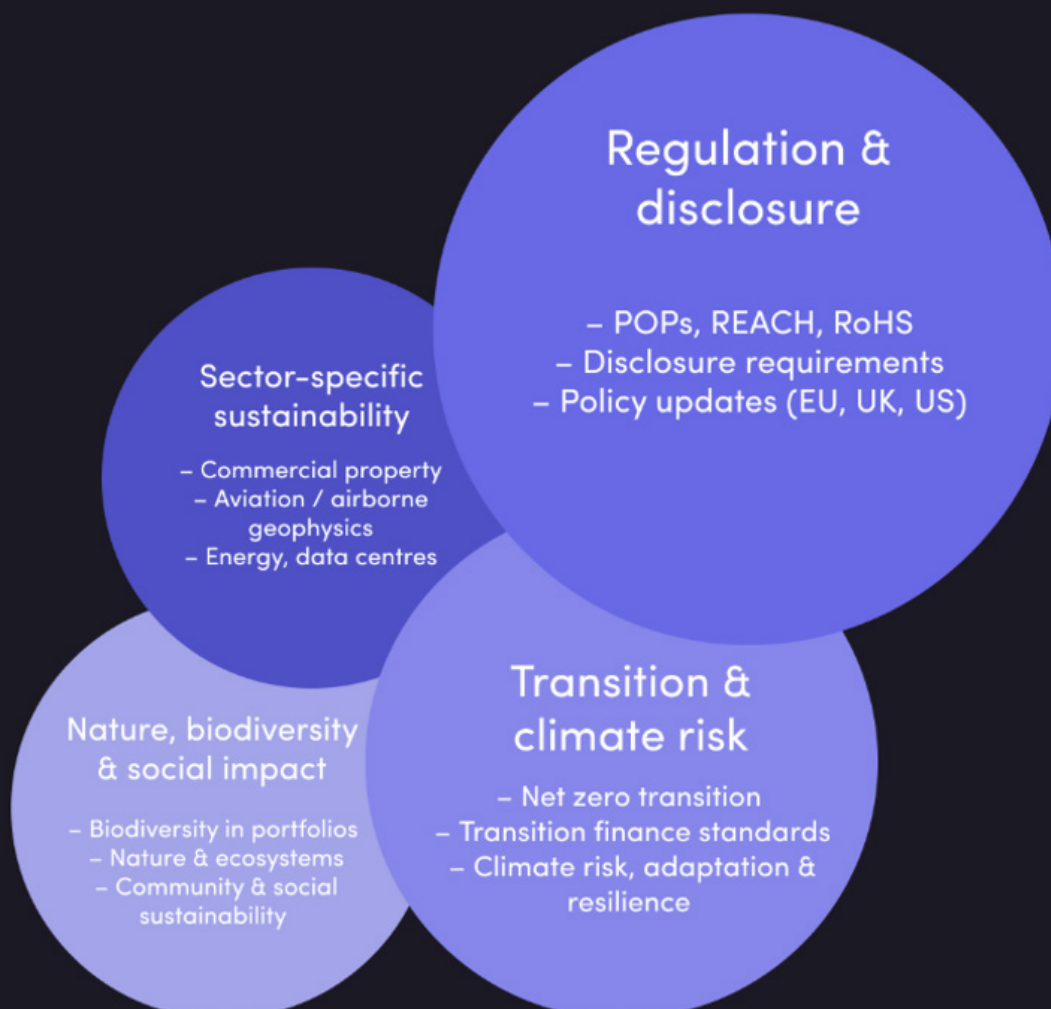 Regulation &
disclosure
– POPs, REACH, RoHS
– Disclosure requirements
– Policy updates (EU, UK, US)
Sector-specific
sustainability
– Commercial property
– Aviation / airborne
geophysics
– Energy, data centres
Transition &
climate risk
– Net zero transition
– Transition finance standards
– Climate risk, adaptation &
resilience
Nature, biodiversity
& social impact
– Biodiversity in portfolios
– Nature & ecosystems
– Community & social
sustainability